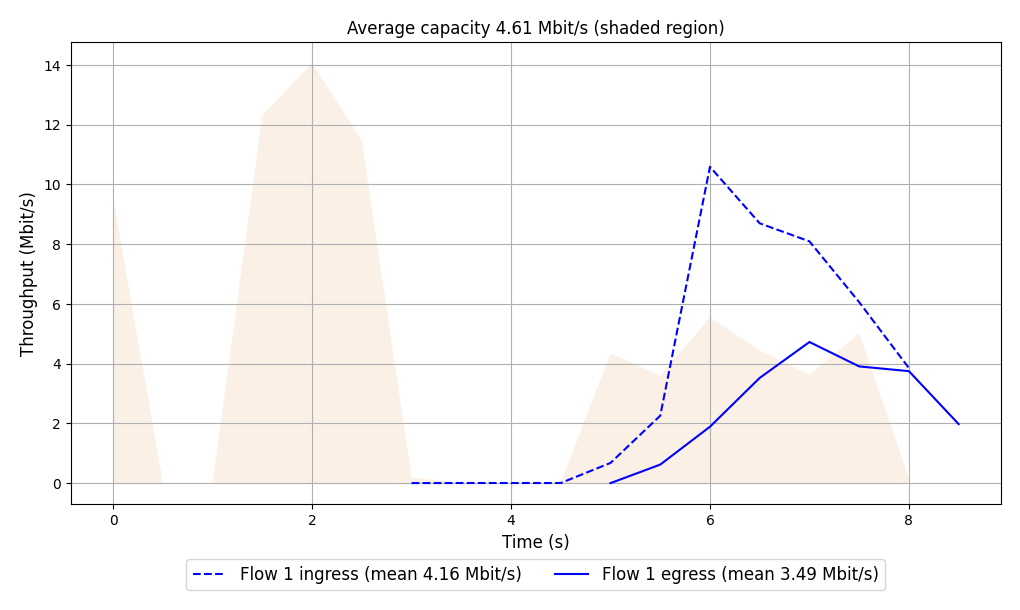 Average capacity 4.61 Mbit/s (shaded region)
Throughput (Mbit/s)
14
12
10
8
6
4
2
0
0 2 4 6 8
Time (s)
Flow 1 ingress (mean 4.16 Mbit/s) Flow 1 egress (mean 3.49 Mbit/s)